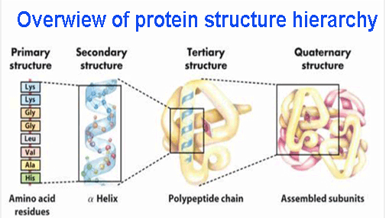 Overwiew of protein structure hierarchy
Primary
structure
Secondary
structure
Tertiary
structure
Quaternary
structure
Lys
Lys
Gly
Gly
Leu
Val
Ala
His
Amino acid
residues
α Helix
Polypeptide chain
Assembled subunits